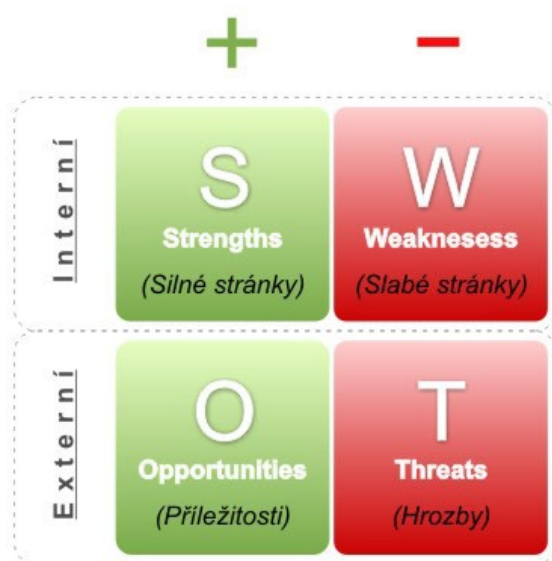 + −
Interní
S
Strengths
(Silné stránky)
W
Weaknesess
(Slabé stránky)
Externí
O
Opportunities
(Příležitosti)
T
Threats
(Hrozby)